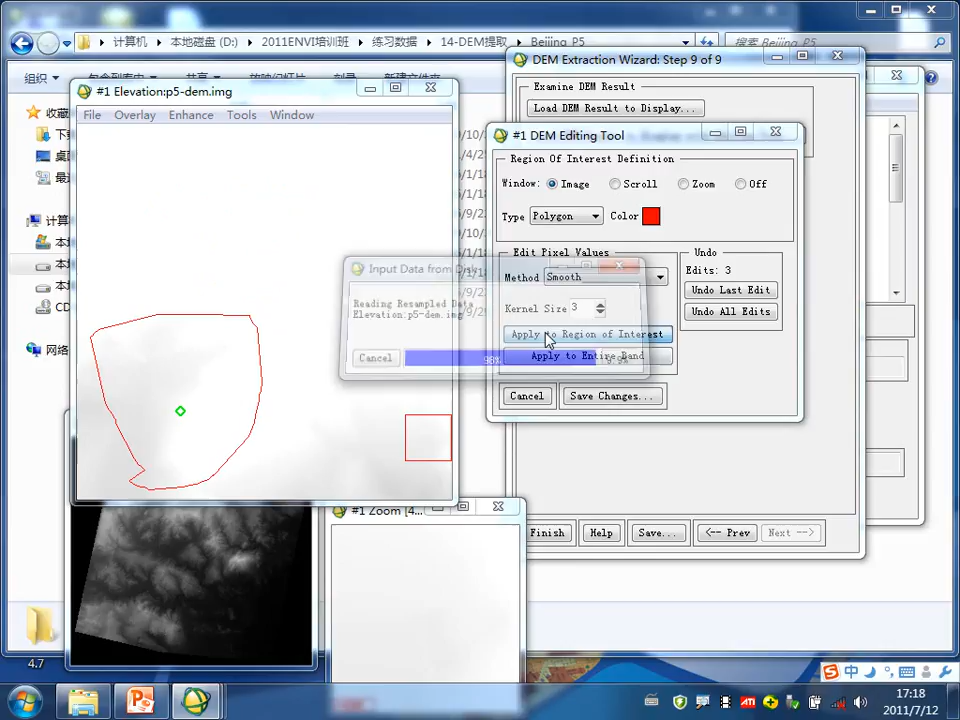 计算机 本地磁盘 (D:) 2011ENVI培训班 练习数据 14-DEM提取 Beijing P5
搜索 Beijing P5
组织
#1 Elevation:p5-dem.img
File Overlay Enhance Tools Window
DEM Extraction Wizard: Step 9 of 9
Examine DEM Result
Load DEM Result to Display...
#1 DEM Editing Tool
Region Of Interest Definition
Window: Image Scroll Zoom Off
Type Polygon Color
Edit Pixel Values
Method Smooth
Kernel Size 3
Apply to Region of Interest
Apply to Entire Band
Undo
Edits: 3
Undo Last Edit
Undo All Edits
Cancel Save Changes...
Input Data from Disk
Reading Resampled Data
Elevation:p5-dem.img
Cancel 98%
收藏
计算
网络
#1 Zoom [4...
Finish Help Save... <-- Prev Next -->
4.7
中
17:18
2011/7/12